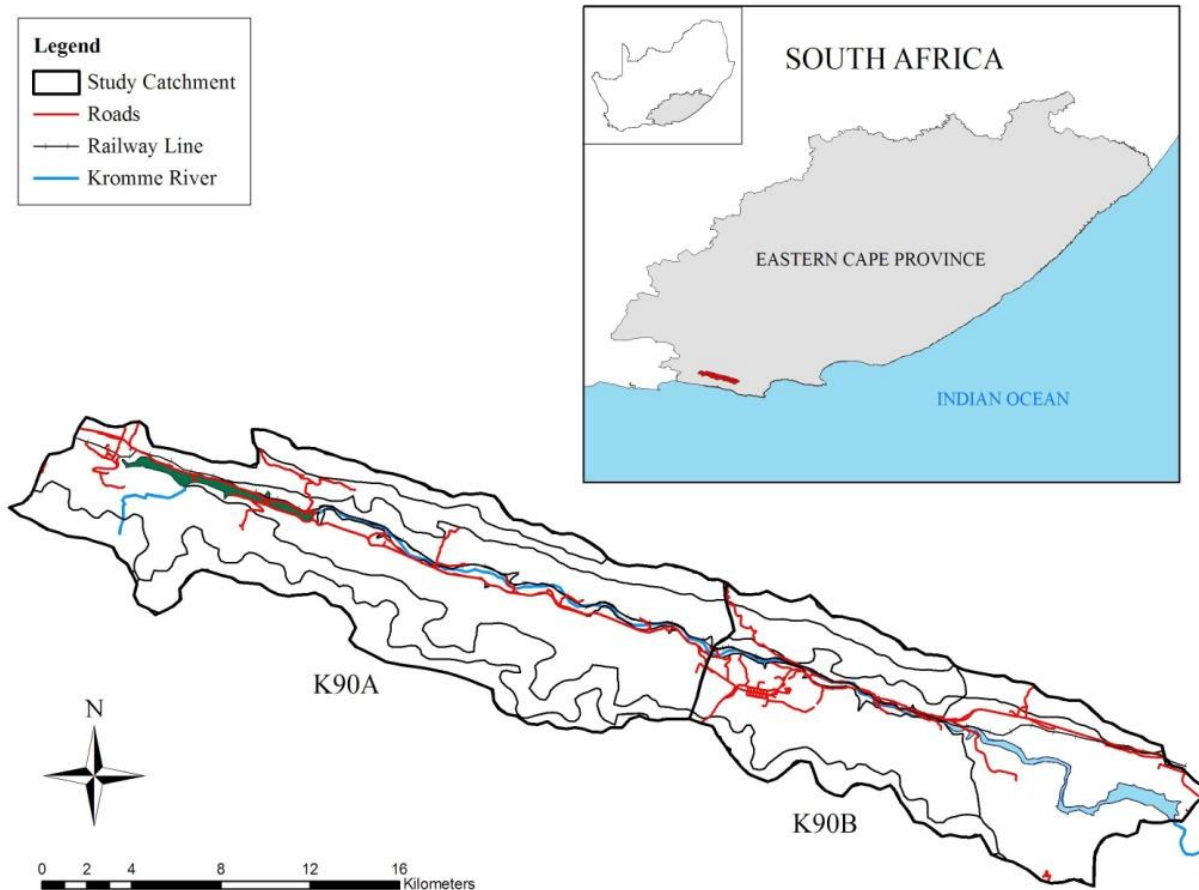 Legend
Study Catchment
Roads
Railway Line
Kromme River
SOUTH AFRICA
EASTERN CAPE PROVINCE
INDIAN OCEAN
K90A
K90B
N
0 2 4 8 12 16
Kilometers